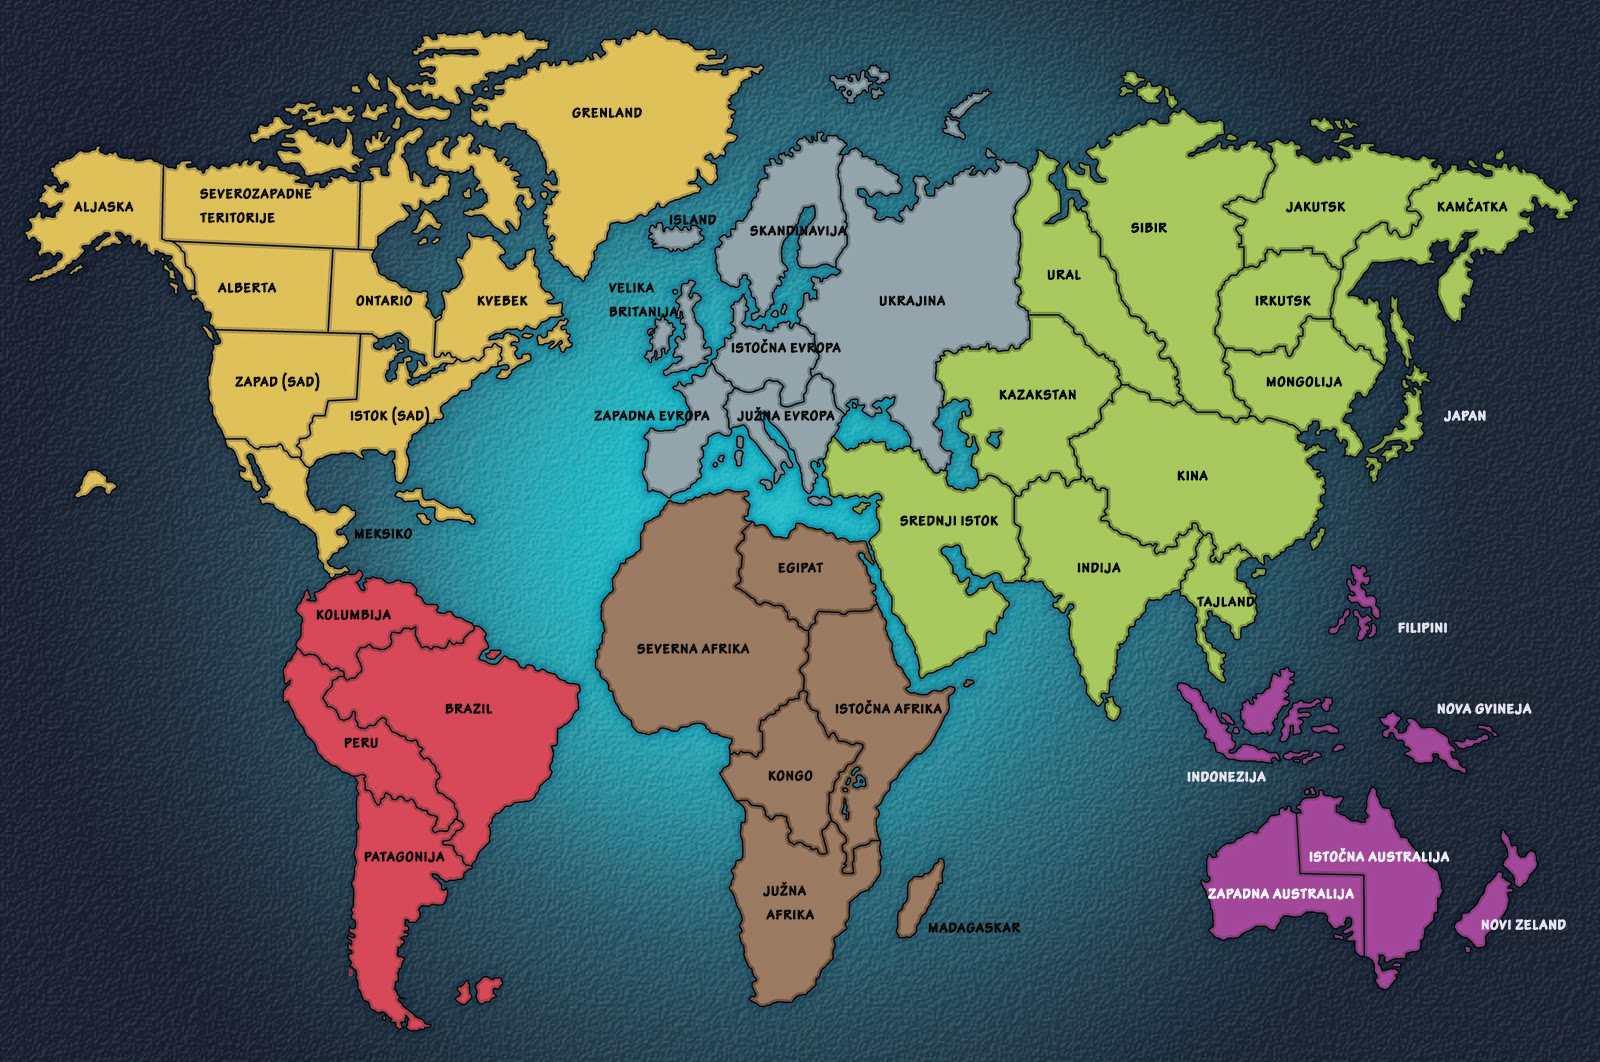 GRENLAND
ALJASKA
SEVEROZAPADNE
TERITORIJE
ISLAND
SKANDINAVIJA
SIBIR
JAKUTSK
KAMČATKA
ALBERTA
ONTARIO
KVEBEK
VELIKA
BRITANIJA
UKRAJINA
URAL
IRKUTSK
ISTOČNA EVROPA
ZAPAD (SAD)
ISTOK (SAD)
ZAPADNA EVROPA
JUŽNA EVROPA
KAZAKSTAN
MONGOLIJA
JAPAN
KINA
MEKSIKO
SREDNJI ISTOK
EGIPAT
INDIJA
TAJLAND
KOLUMBIJA
SEVERNA AFRIKA
FILIPINI
BRAZIL
ISTOČNA AFRIKA
NOVA GVINEJA
PERU
KONGO
INDONEZIJA
PATAGONIJA
ISTOČNA AUSTRALIJA
JUŽNA
AFRIKA
ZAPADNA AUSTRALIJA
MADAGASKAR
NOVI ZELAND